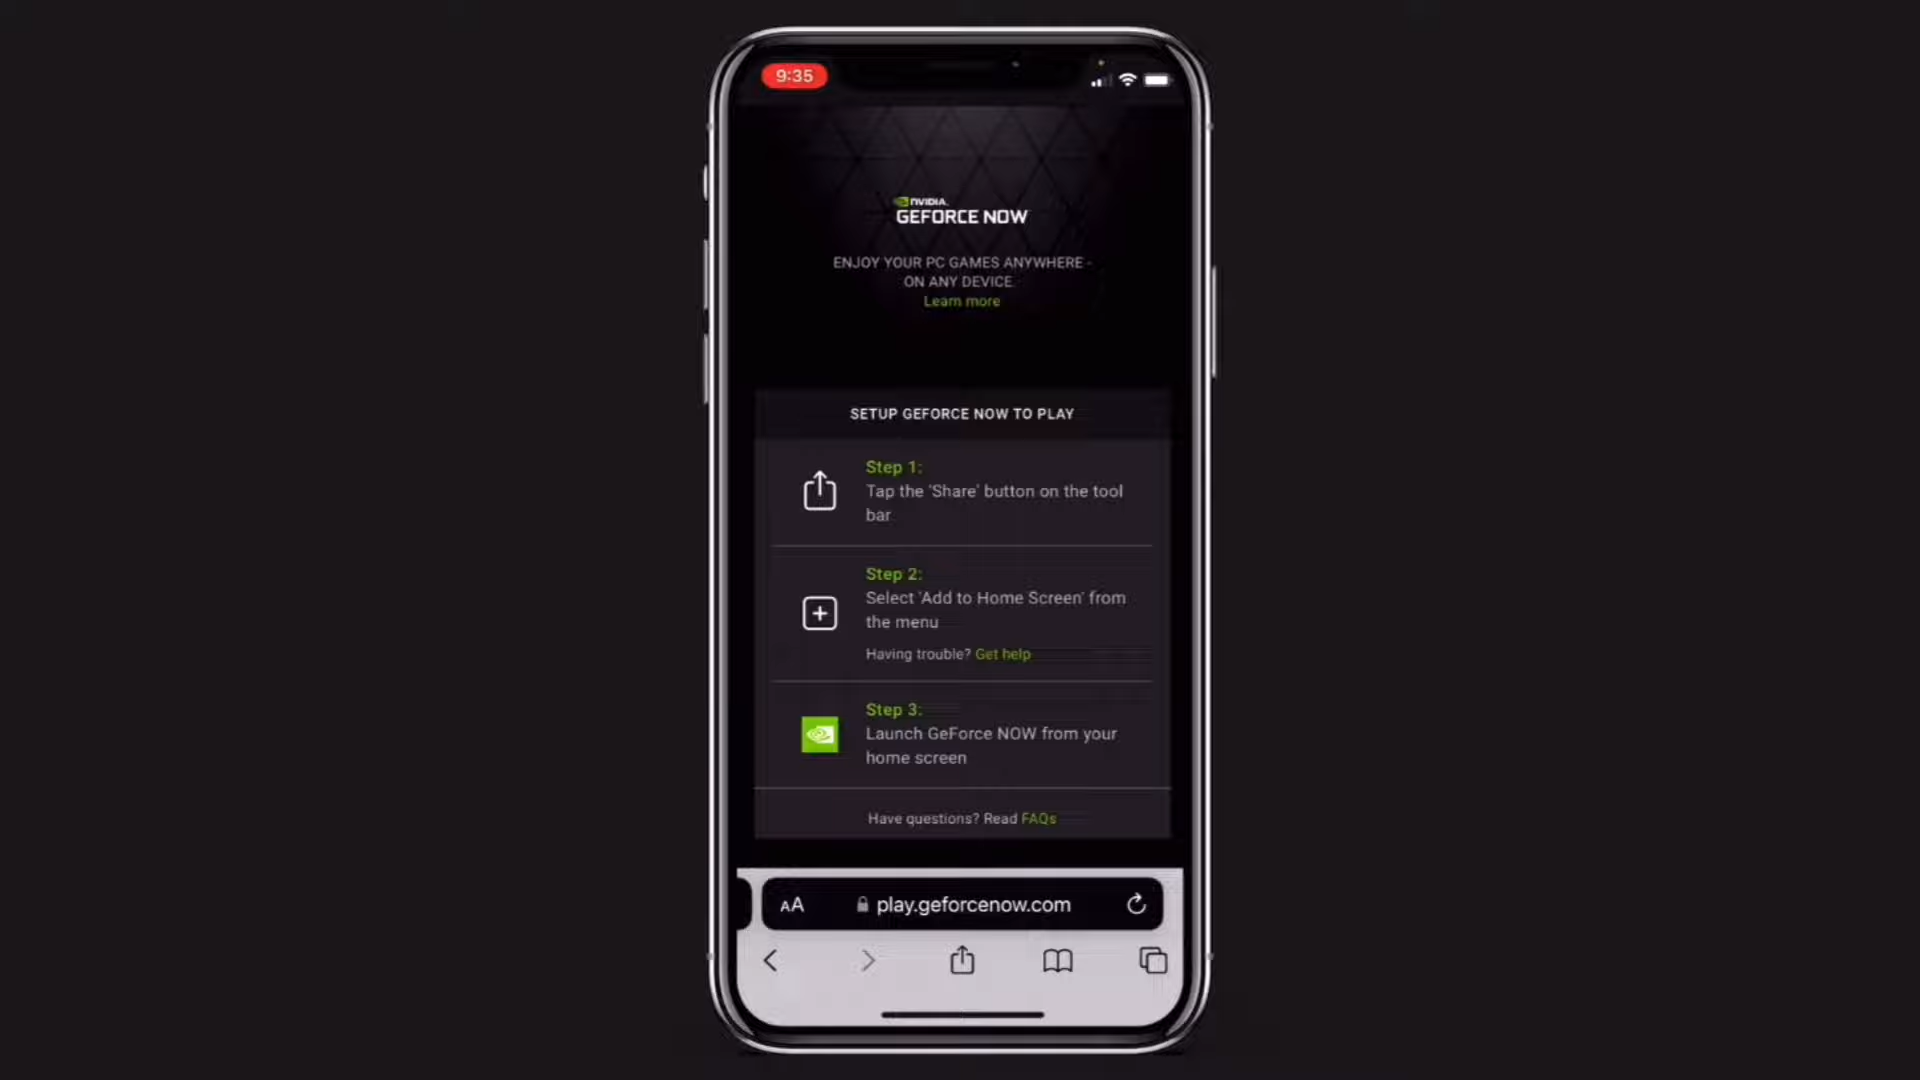 9:35
NVIDIA.
GEFORCE NOW
ENJOY YOUR PC GAMES ANYWHERE -
ON ANY DEVICE.
Learn more
SETUP GEFORCE NOW TO PLAY
Step 1:
Tap the 'Share' button on the tool
bar
Step 2:
Select 'Add to Home Screen' from
the menu
Having trouble? Get help
Step 3:
Launch GeForce NOW from your
home screen
Have questions? Read FAQs
AA play.geforcenow.com